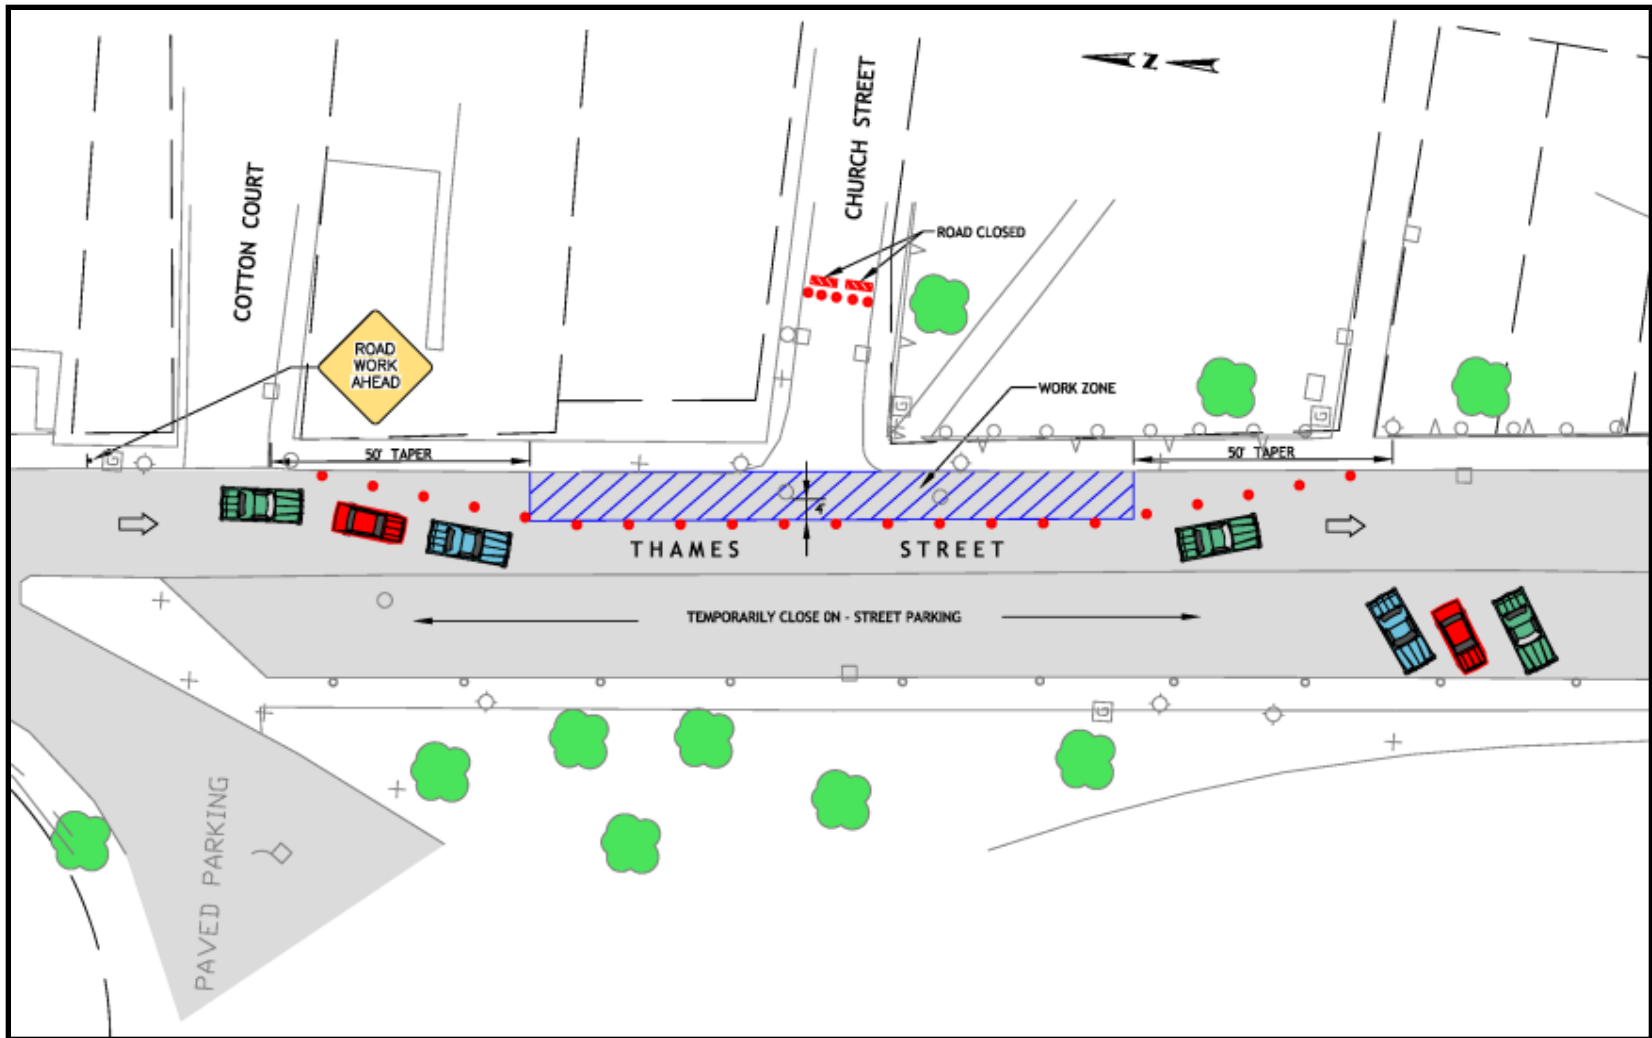 Z
CHURCH STREET
COTTON COURT
ROAD CLOSED
ROAD
WORK
AHEAD
WORK ZONE
G
G
50' TAPER
50' TAPER
G
4'
THAMES STREET
TEMPORARILY CLOSE ON - STREET PARKING
G
PAVED PARKING